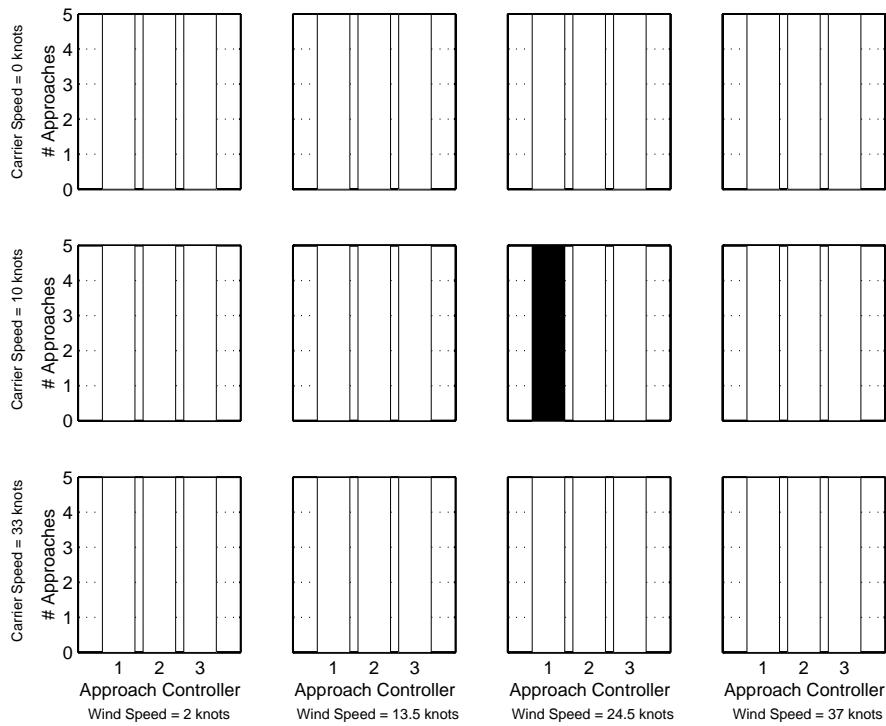 Carrier Speed = 0 knots
# Approaches
5
4
3
2
1
0
Carrier Speed = 10 knots
# Approaches
5
4
3
2
1
0
Carrier Speed = 33 knots
# Approaches
5
4
3
2
1
0
1 2 3
Approach Controller
Wind Speed = 2 knots
1 2 3
Approach Controller
Wind Speed = 13.5 knots
1 2 3
Approach Controller
Wind Speed = 24.5 knots
1 2 3
Approach Controller
Wind Speed = 37 knots